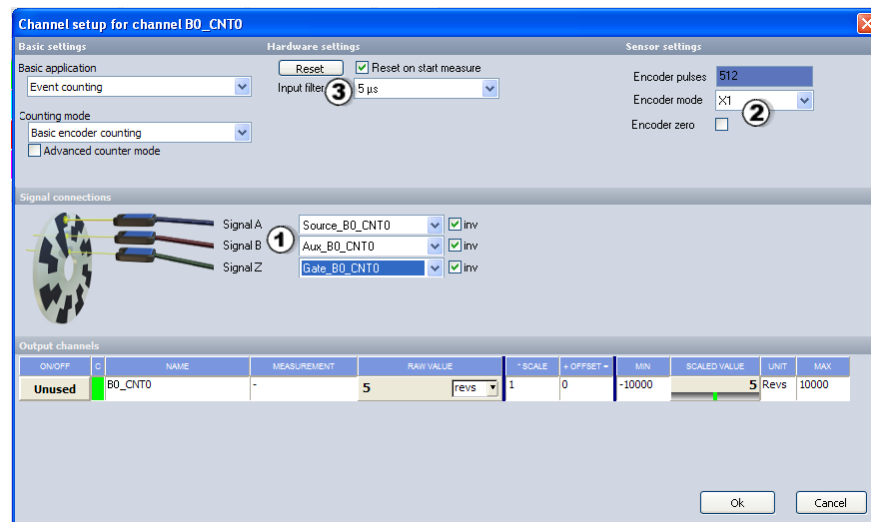 Channel setup for channel B0_CNT0
Basic settings
Hardware settings
Sensor settings
Basic application
Event counting
Reset
Reset on start measure
Input filter
3
5 µs
Encoder pulses 512
Encoder mode X1
2
Encoder zero
Counting mode
Basic encoder counting
Advanced counter mode
Signal connections
Signal A Source_B0_CNT0 inv
Signal B 1 Aux_B0_CNT0 inv
Signal Z Gate_B0_CNT0 inv
Output channels
ON/OFF C NAME MEASUREMENT RAW VALUE * SCALE + OFFSET = MIN SCALED VALUE UNIT MAX
Unused B0_CNT0 - 5 revs 1 0 -10000 5 Revs 10000
Ok Cancel